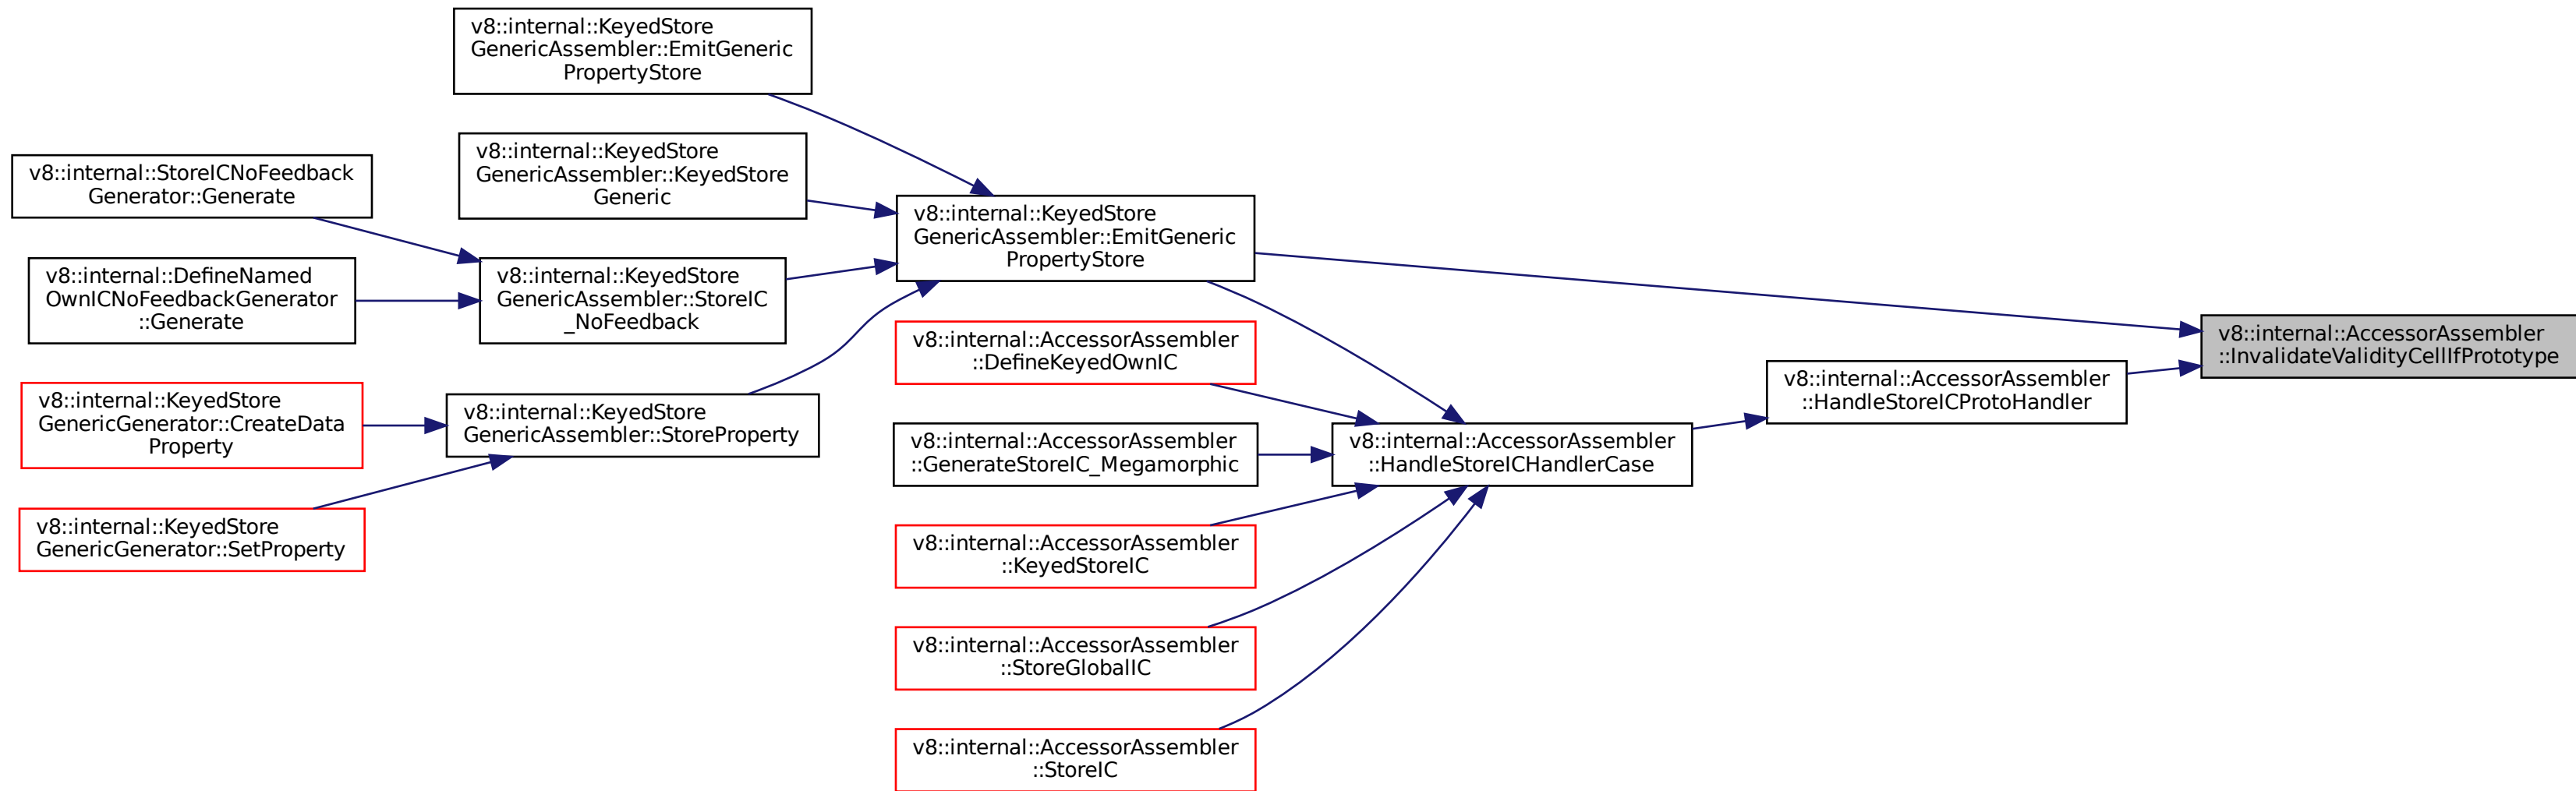 v8::internal::KeyedStore
GenericAssembler::EmitGeneric
PropertyStore
v8::internal::KeyedStore
GenericAssembler::KeyedStore
Generic
v8::internal::StoreICNoFeedback
Generator::Generate
v8::internal::DefineNamed
OwnICNoFeedbackGenerator
::Generate
v8::internal::KeyedStore
GenericAssembler::StoreIC
_NoFeedback
v8::internal::KeyedStore
GenericGenerator::CreateData
Property
v8::internal::KeyedStore
GenericAssembler::StoreProperty
v8::internal::KeyedStore
GenericGenerator::SetProperty
v8::internal::KeyedStore
GenericAssembler::EmitGeneric
PropertyStore
v8::internal::AccessorAssembler
::DefineKeyedOwnIC
v8::internal::AccessorAssembler
::GenerateStoreIC_Megamorphic
v8::internal::AccessorAssembler
::KeyedStoreIC
v8::internal::AccessorAssembler
::StoreGlobalIC
v8::internal::AccessorAssembler
::StoreIC
v8::internal::AccessorAssembler
::HandleStoreICHandlerCase
v8::internal::AccessorAssembler
::HandleStoreICProtoHandler
v8::internal::AccessorAssembler
::InvalidateValidityCellIfPrototype